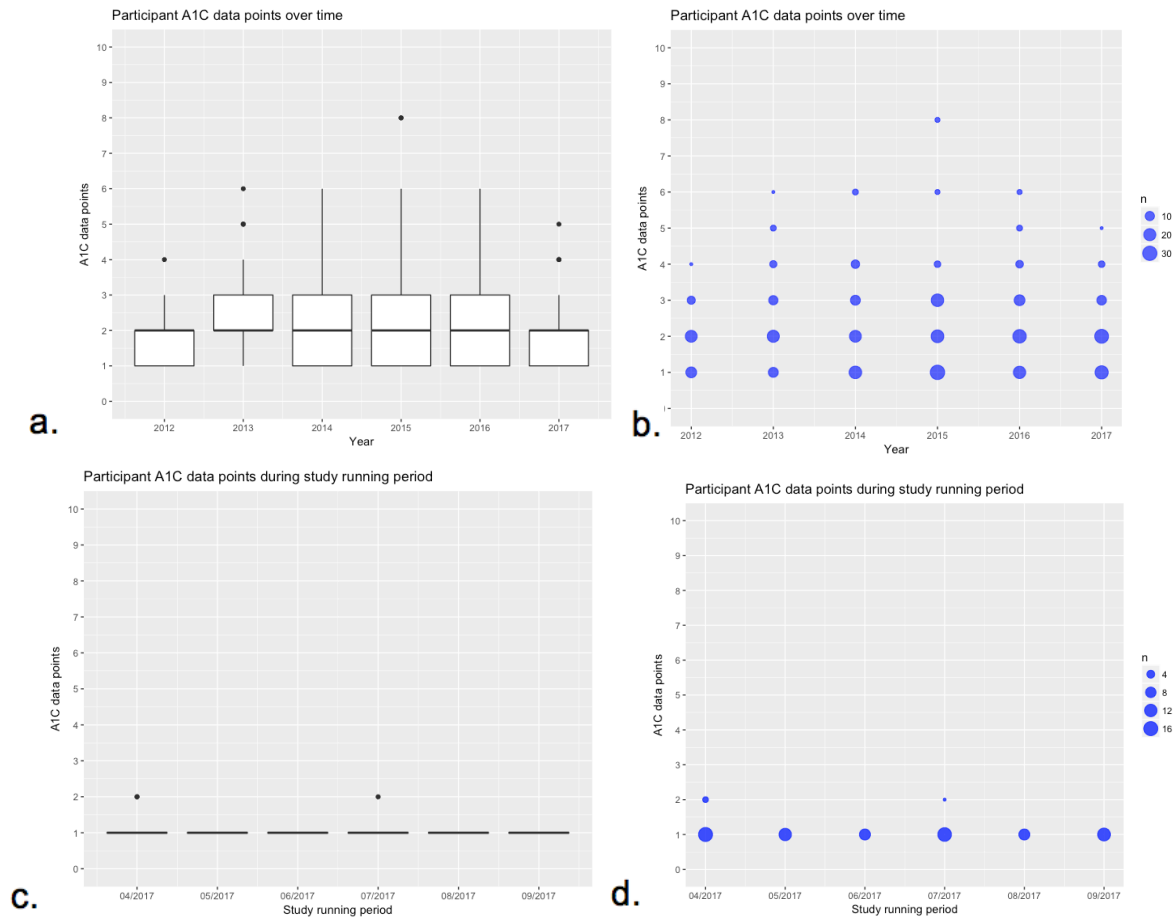 Participant A1C data points over time
A1C data points
10
9
8
7
6
5
4
3
2
1
0
2012 2013 2014 2015 2016 2017
Year
a.
Participant A1C data points over time
A1C data points
10
9
8
7
6
5
4
3
2
1
2012 2013 2014 2015 2016 2017
Year
n
10
20
30
b.
Participant A1C data points during study running period
A1C data points
10
9
8
7
6
5
4
3
2
1
0
04/2017 05/2017 06/2017 07/2017 08/2017 09/2017
Study running period
c.
Participant A1C data points during study running period
A1C data points
10
9
8
7
6
5
4
3
2
1
0
04/2017 05/2017 06/2017 07/2017 08/2017 09/2017
Study running period
n
4
8
12
16
d.